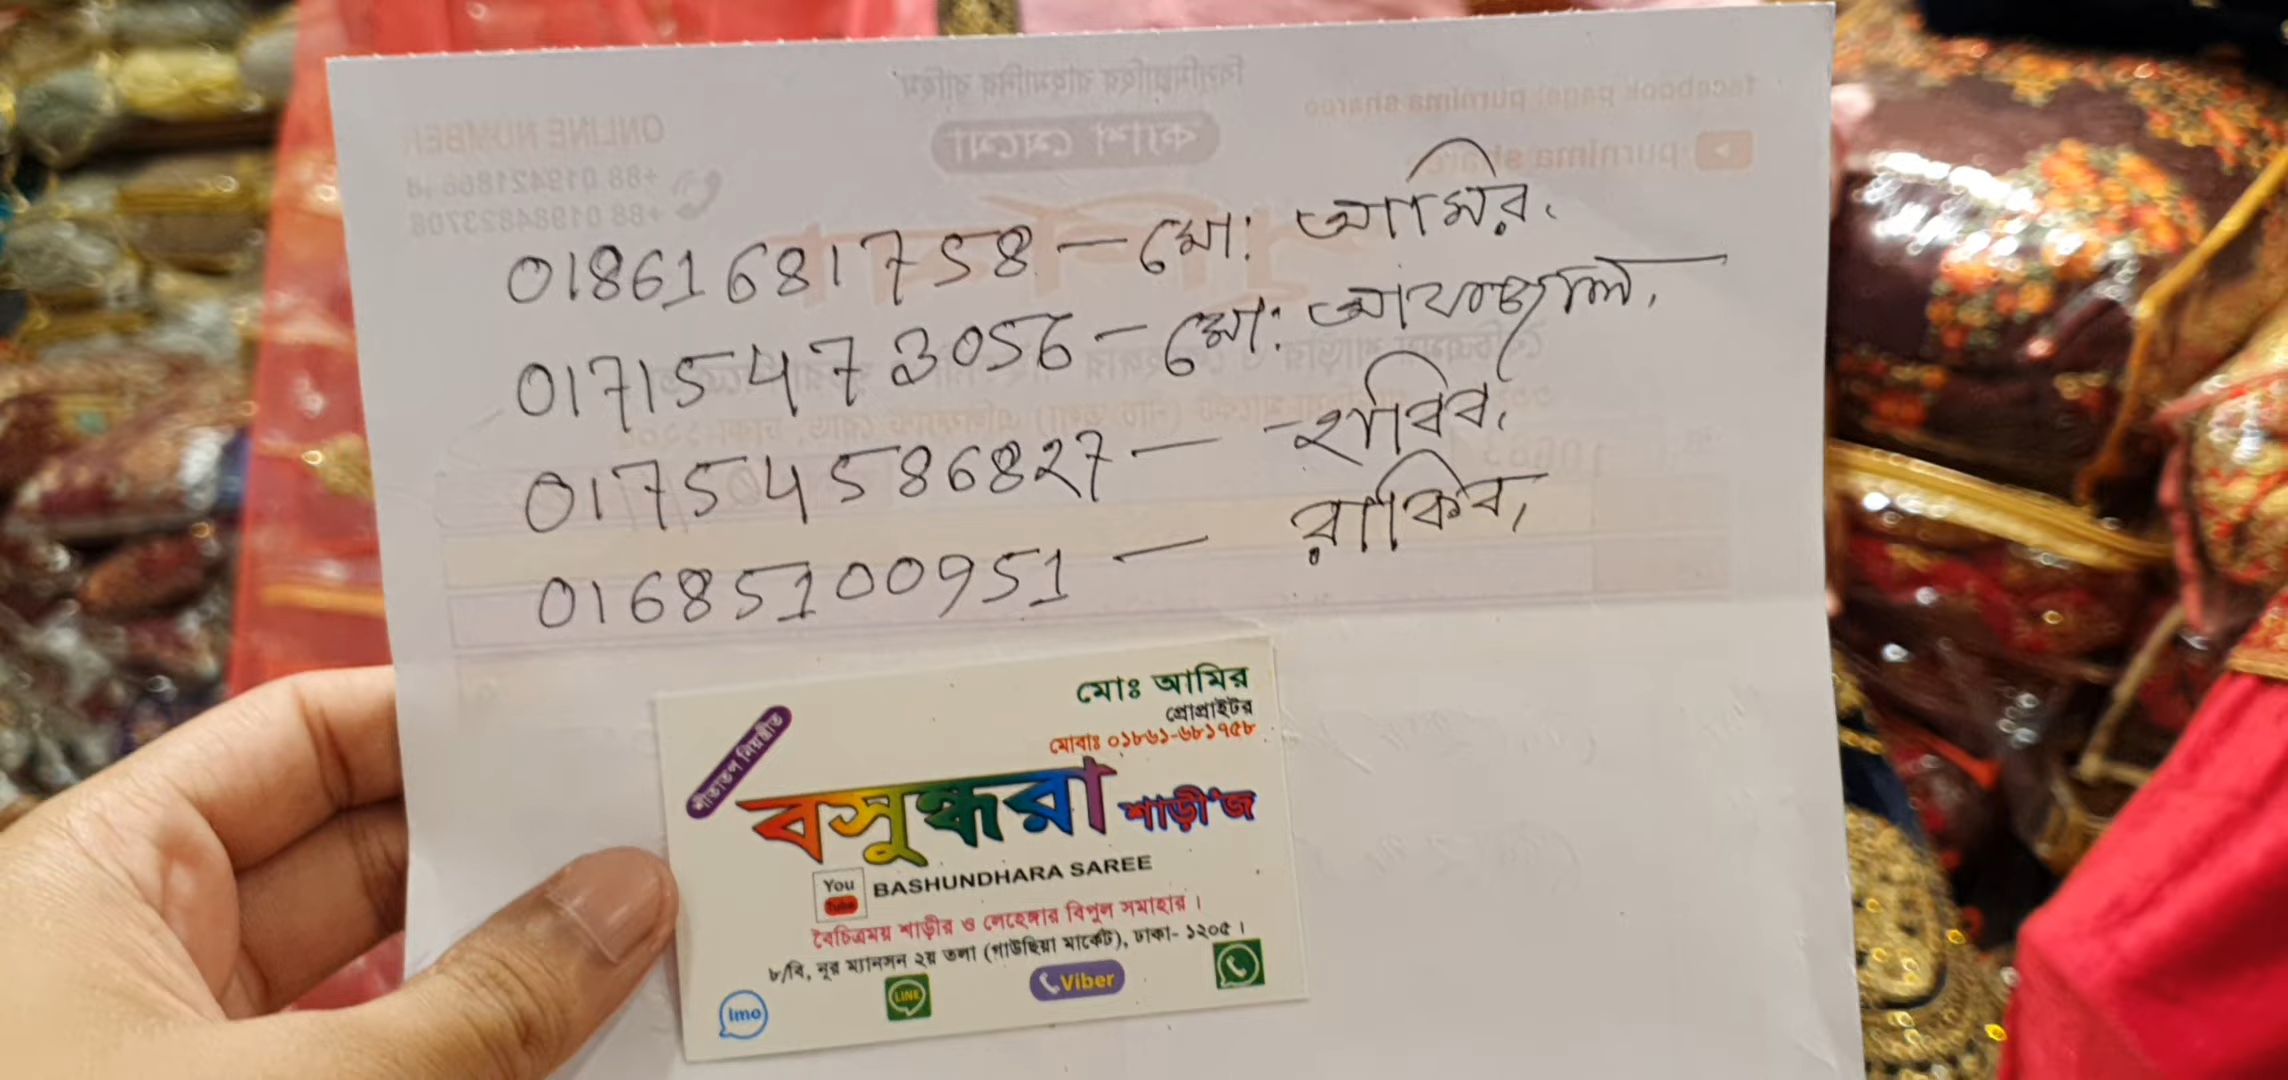 01861681758 - মো: আমির,
01715473056 - মো: আফজাল,
01754586827 - হাবিব,
01685100951 - রাকিব,
মোঃ আমির
প্রোপ্রাইটর
মোবাঃ ০১৮৬১-৬৮১৭৫৮
শীতাতপ নিয়ন্ত্রীত
বসুন্ধরা শাড়ী'জ
You Tube BASHUNDHARA SAREE
বৈচিত্রময় শাড়ীর ও লেহেঙ্গার বিপুল সমাহার।
৮/বি, নূর ম্যানসন ২য় তলা (গাউছিয়া মার্কেট), ঢাকা- ১২০৫।
imo LINE Viber